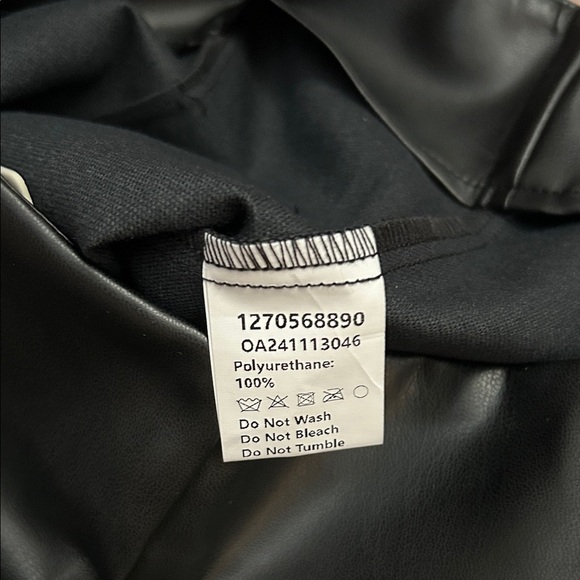 1270568890
OA241113046
Polyurethane:
100%
Do Not Wash
Do Not Bleach
Do Not Tumble